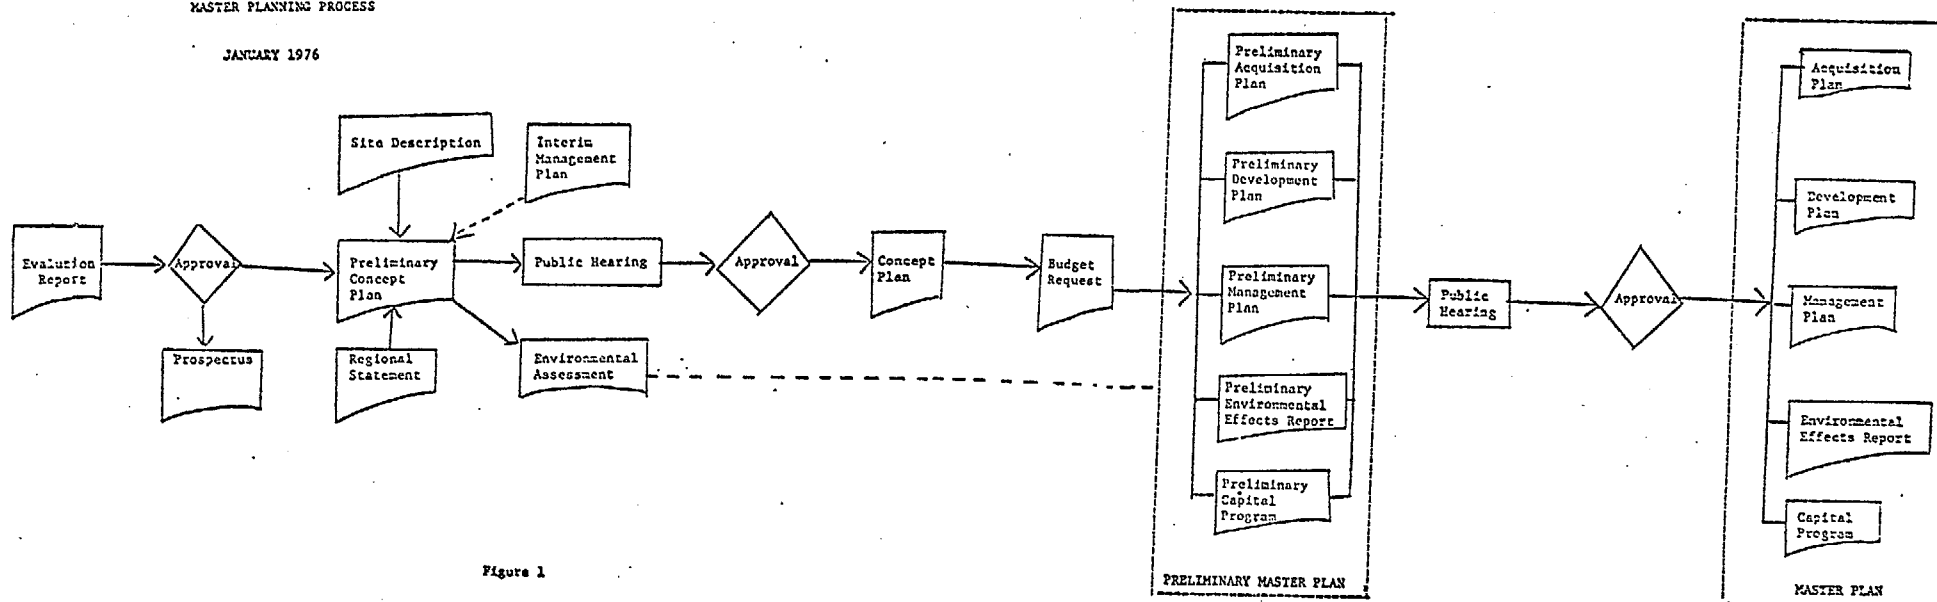 MASTER PLANNING PROCESS
JANUARY 1976
Site Description
Interim
Management
Plan
Evalution
Report
Approval
Preliminary
Concept
Plan
Public Hearing
Approval
Concept
Plan
Budget
Request
Prospectus
Regional
Statement
Environmental
Assessment
Preliminary
Acquisition
Plan
Preliminary
Development
Plan
Preliminary
Management
Plan
Preliminary
Environmental
Effects Report
Preliminary
Capital
Program
PRELIMINARY MASTER PLAN
Public
Hearing
Approval
Acquisition
Plan
Development
Plan
Management
Plan
Environmental
Effects Report
Capital
Program
MASTER PLAN
Figure 1